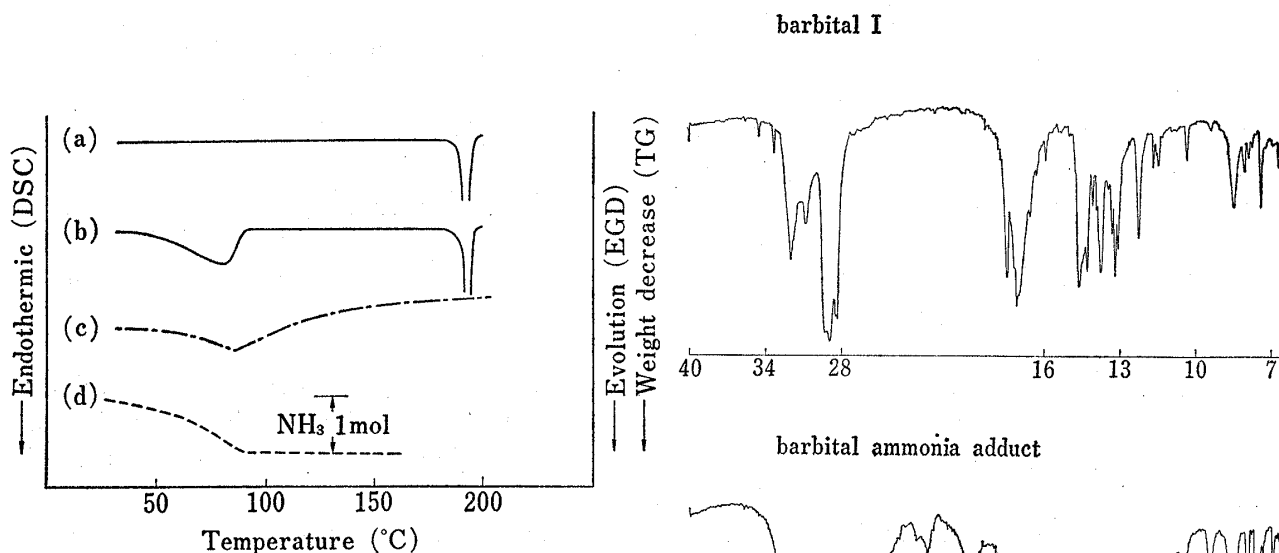 barbital I
(a)
(b)
(c)
(d)
Endothermic (DSC)
NH₃ 1mol
50 100 150 200
Temperature (°C)
Evolution (EGD)
Weight decrease (TG)
40 34 28 16 13 10 7
barbital ammonia adduct